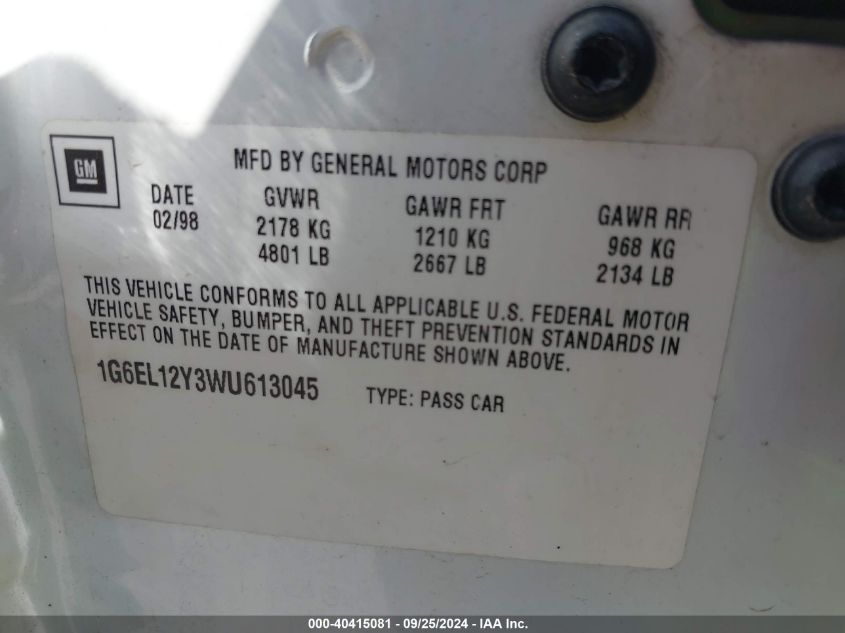 GM
MFD BY GENERAL MOTORS CORP
DATE GVWR GAWR FRT GAWR RR
02/98 2178 KG 1210 KG 968 KG
4801 LB 2667 LB 2134 LB
THIS VEHICLE CONFORMS TO ALL APPLICABLE U.S. FEDERAL MOTOR
VEHICLE SAFETY, BUMPER, AND THEFT PREVENTION STANDARDS IN
EFFECT ON THE DATE OF MANUFACTURE SHOWN ABOVE.
1G6EL12Y3WU613045 TYPE: PASS CAR
000-40415081 - 09/25/2024 - IAA Inc.